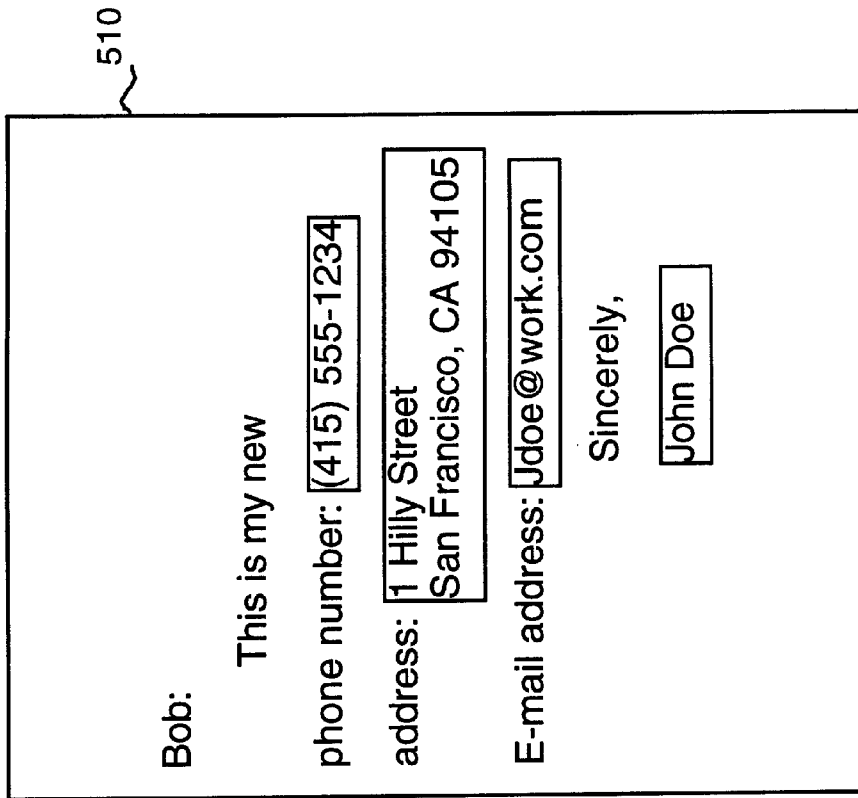 510
Bob:
This is my new
phone number: (415) 555-1234
address: 1 Hilly Street
San Francisco, CA 94105
E-mail address: Jdoe@work.com
Sincerely,
John Doe